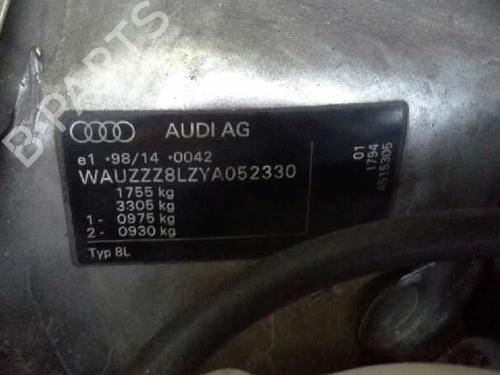 B-PARTS
AUDI AG
e1 •98/14 •0042
WAUZZZ8LZYA052330
1755 kg
3305 kg
1- 0975 kg
2- 0930 kg
Typ 8L
01
1794
4515305